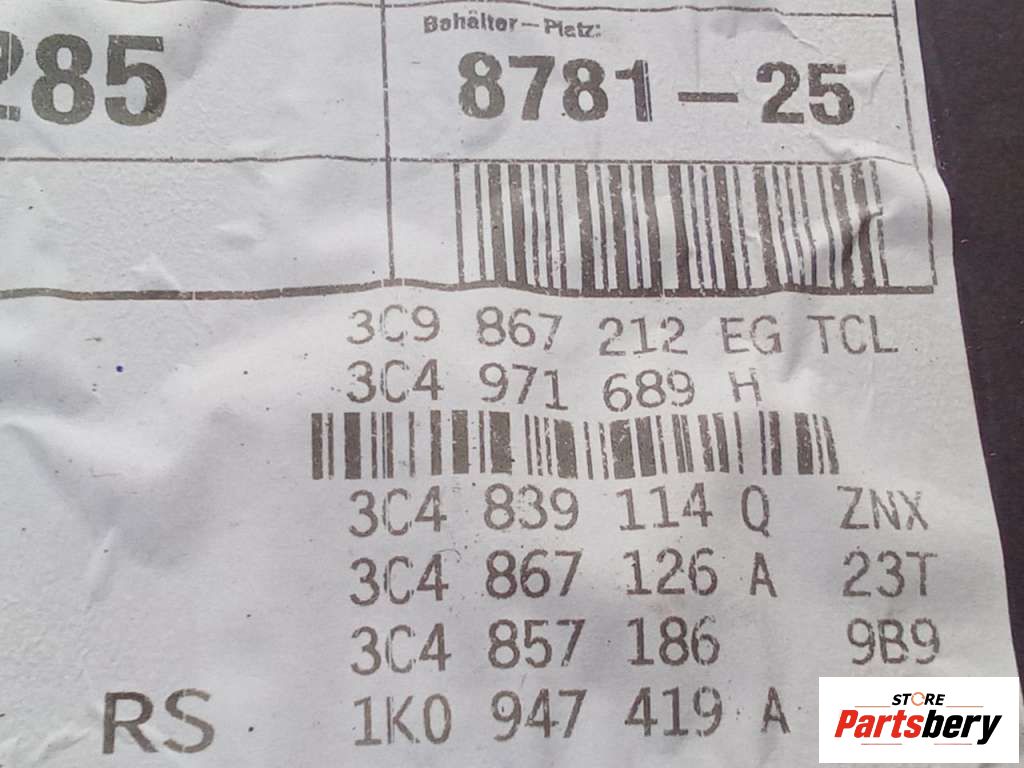 285
Behälter-Platz:
8781-25
3C9 867 212 EG TCL
3C4 971 689 H
3C4 839 114 Q ZNX
3C4 867 126 A 23T
3C4 857 186 9B9
RS 1K0 947 419 A
STORE
Partsbery